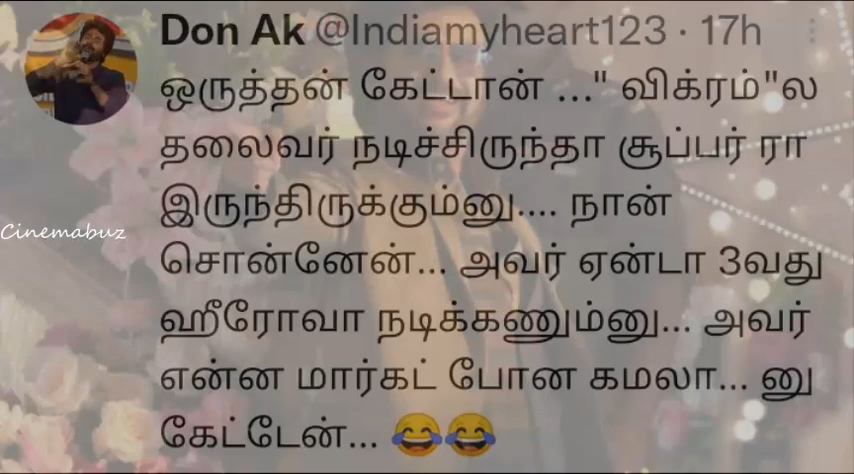 Don Ak @Indiamyheart123 · 17h
ஒருத்தன் கேட்டான் ..." விக்ரம்"ல
தலைவர் நடிச்சிருந்தா சூப்பர் ரா
இருந்திருக்கும்னு.... நான்
Cinemabuz
சொன்னேன்... அவர் ஏன்டா 3வது
ஹீரோவா நடிக்கணும்னு... அவர்
என்ன மார்கட் போன கமலா... னு
கேட்டேன்... 😂😂